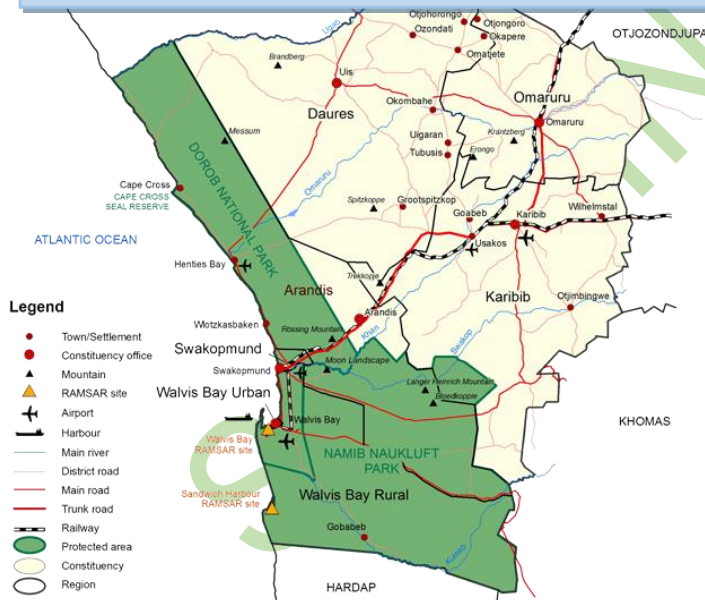 Otjohorongo
Otjongoro
Ozondati
Okapere
OTJOZONDJUPA
Omatjete
Ugab
Brandberg
Uis
Daures
Okombahe
Omaruru
Omaruru
Messum
Uigaran
Tubusis
Krantzberg
Erongo
DOROB NATIONAL PARK
Omaruru
Cape Cross
CAPE CROSS
SEAL RESERVE
Spitzkoppe
Grootspitzkop
Goabeb
Karibib
Wilhelmstal
ATLANTIC OCEAN
Usakos
Henties Bay
Trekkopje
Arandis
Karibib
Otjimbingwe
Legend
Arandis
Khan
Swakop
Town/Settlement
Constituency office
Mountain
RAMSAR site
Airport
Harbour
Main river
District road
Main road
Trunk road
Railway
Protected area
Constituency
Region
Wlotzkasbaken
Rössing Mountain
Swakopmund
Swakopmund
Moon Landscape
Langer Heinrich Mountain
Bloedkoppie
Walvis Bay Urban
Walvis Bay
KHOMAS
Walvis Bay
RAMSAR site
NAMIB NAUKLUFT
PARK
Sandwich Harbour
RAMSAR site
Walvis Bay Rural
Gobabeb
Kuiseb
HARDAP